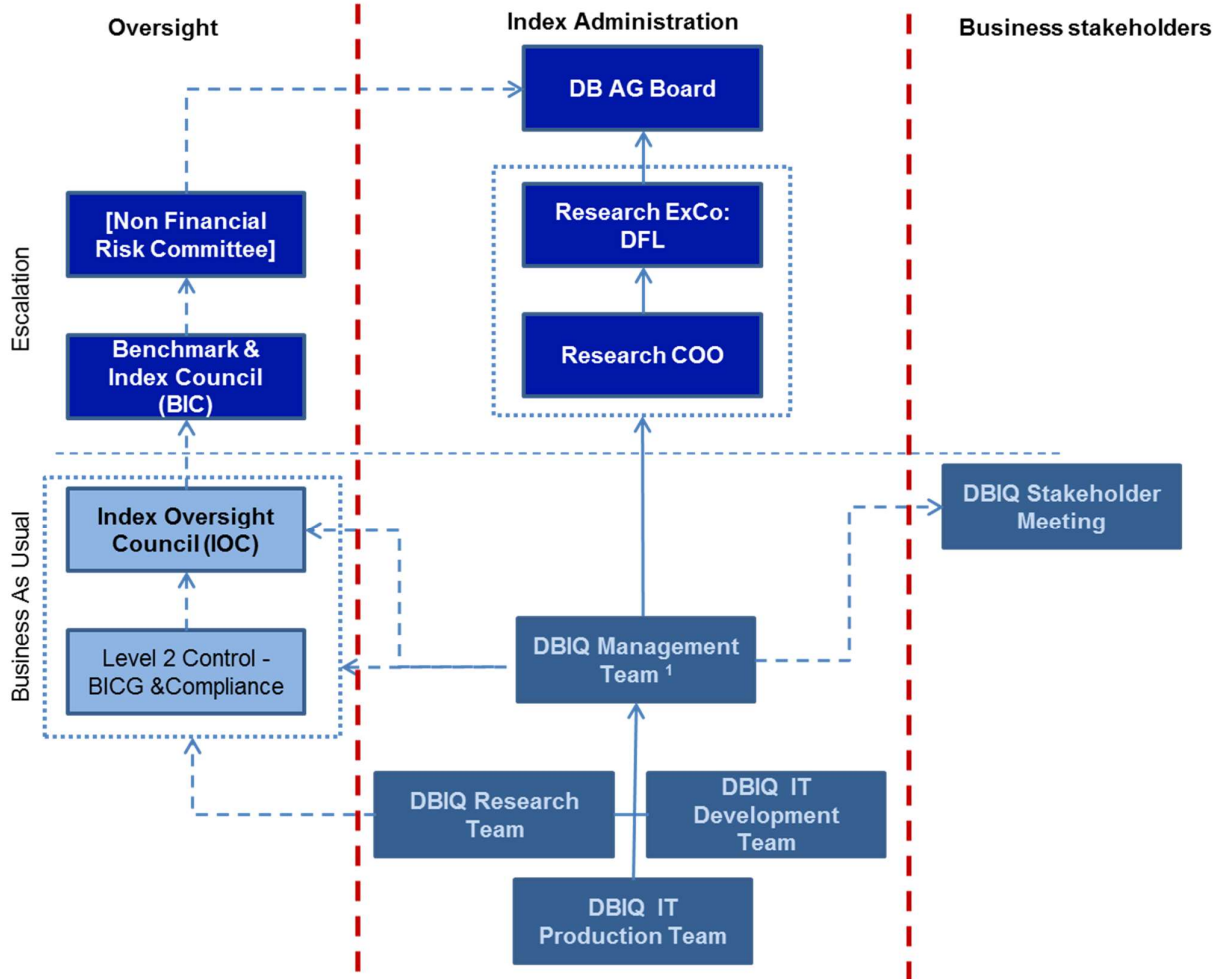 Oversight
Index Administration
Business stakeholders
DB AG Board
Escalation
[Non Financial
Risk Committee]
Research ExCo:
DFL
Benchmark &
Index Council
(BIC)
Research COO
Business As Usual
Index Oversight
Council (IOC)
DBIQ Stakeholder
Meeting
Level 2 Control -
BICG &Compliance
DBIQ Management
Team 1
DBIQ Research
Team
DBIQ IT
Development
Team
DBIQ IT
Production Team